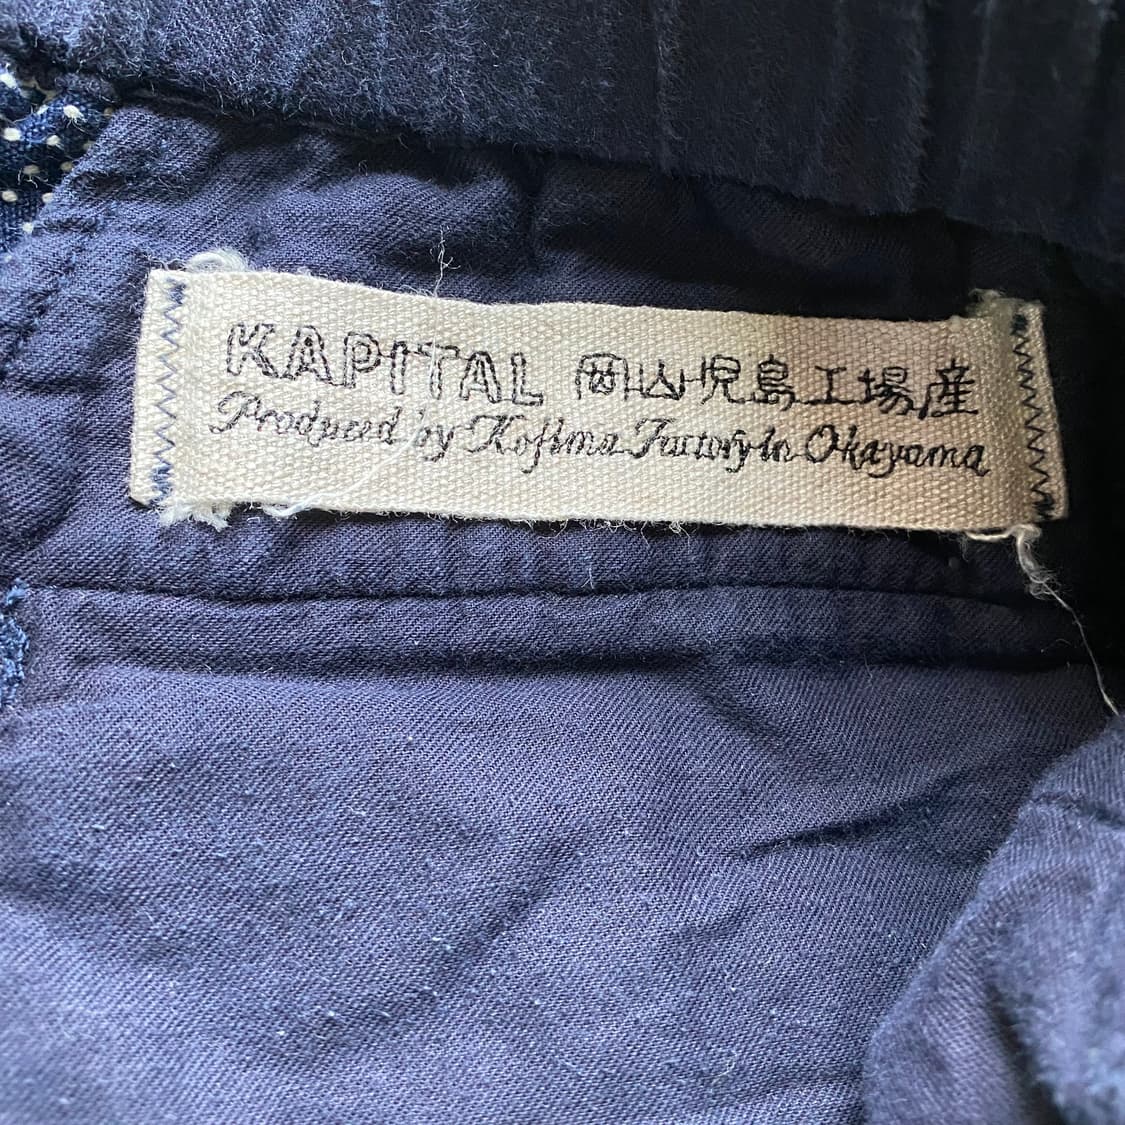 KAPITAL 岡山児島工場産
Produced by Kojima Factory in Okayama